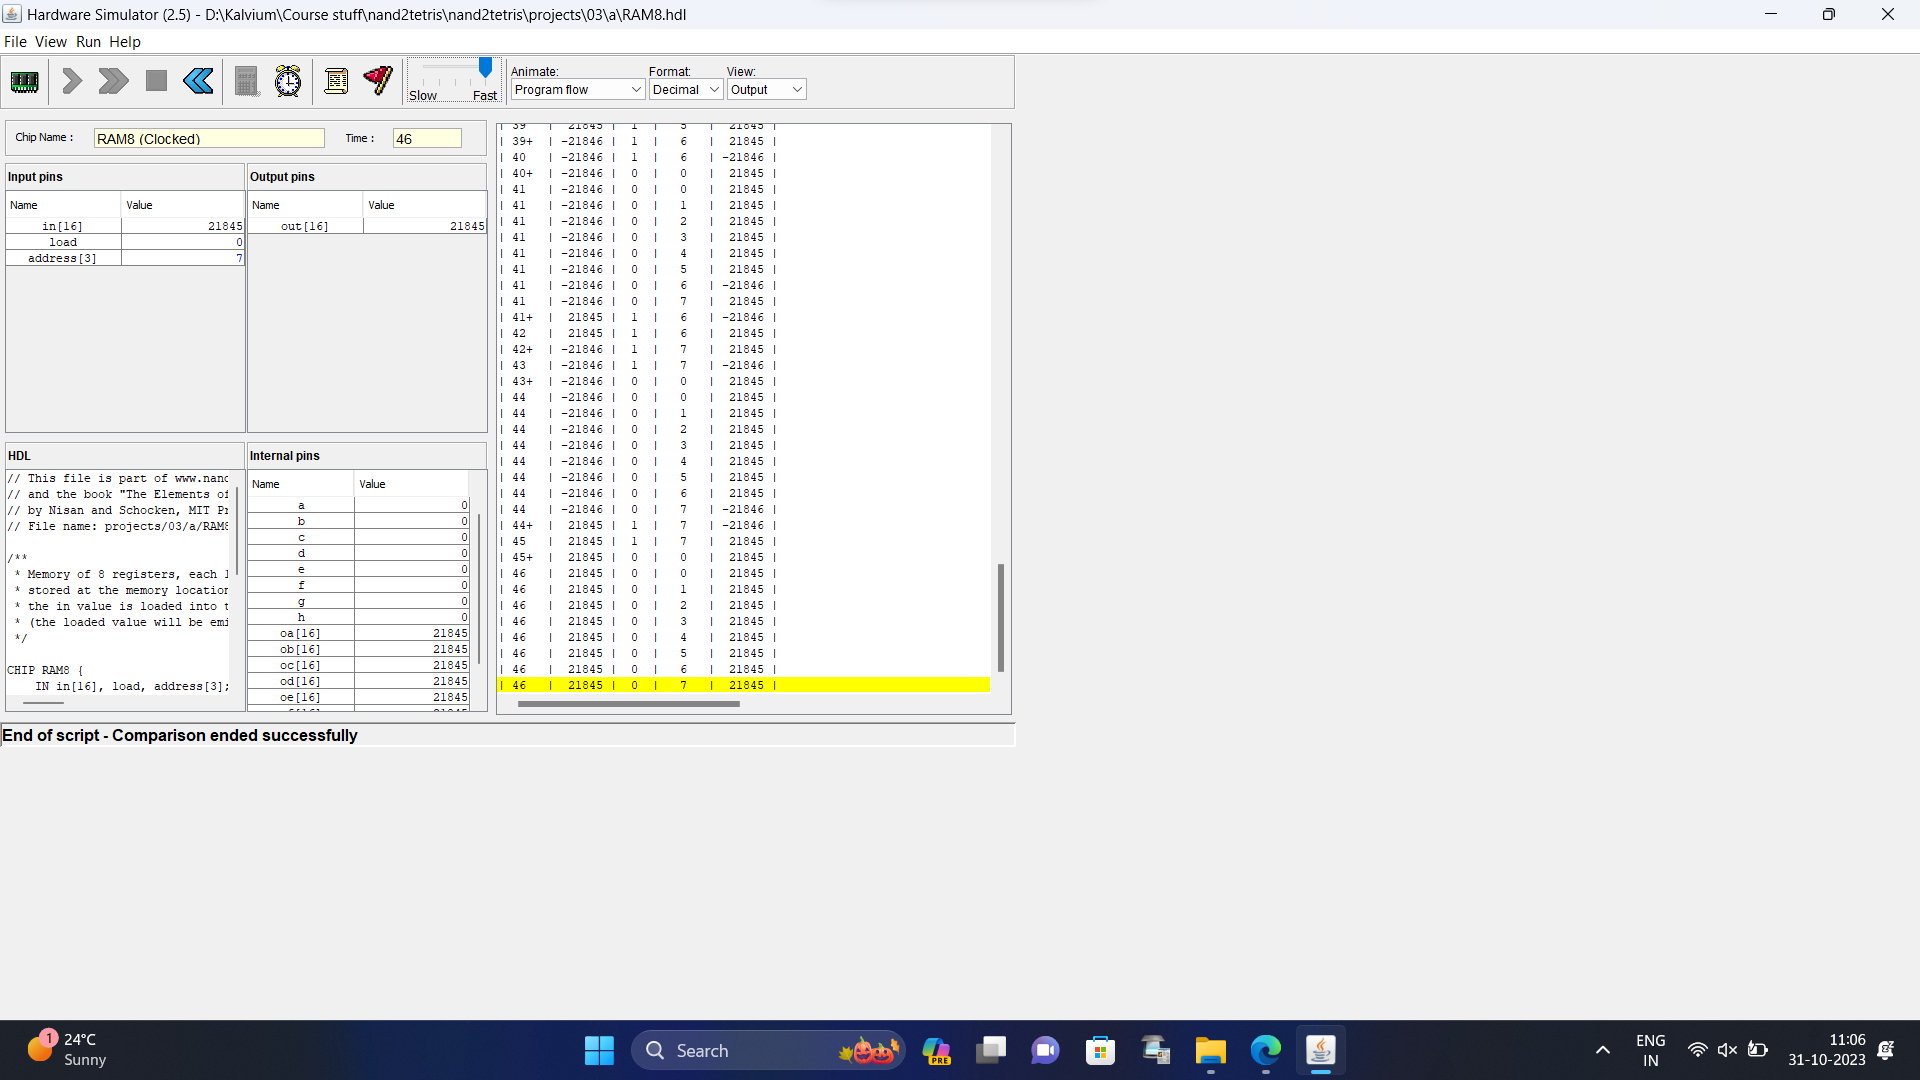 Hardware Simulator (2.5) - D:\Kalvium\Course stuff\nand2tetris\nand2tetris\projects\03\a\RAM8.hdl
File View Run Help
Slow Fast
Animate: Format: View:
Program flow Decimal Output
Chip Name : RAM8 (Clocked) Time : 46
Input pins
Name Value
in[16] 21845
load 0
address[3] 7
Output pins
Name Value
out[16] 21845
HDL
// This file is part of www.nand
// and the book "The Elements of
// by Nisan and Schocken, MIT Pr
// File name: projects/03/a/RAM8
/**
* Memory of 8 registers, each 1
* stored at the memory location
* the in value is loaded into t
* (the loaded value will be emi
*/
CHIP RAM8 {
IN in[16], load, address[3];
Internal pins
Name Value
a 0
b 0
c 0
d 0
e 0
f 0
g 0
h 0
oa[16] 21845
ob[16] 21845
oc[16] 21845
od[16] 21845
oe[16] 21845
| 39 | 21845 | 1 | 5 | 21845 |
| 39+ | -21846 | 1 | 6 | 21845 |
| 40 | -21846 | 1 | 6 | -21846 |
| 40+ | -21846 | 0 | 0 | 21845 |
| 41 | -21846 | 0 | 0 | 21845 |
| 41 | -21846 | 0 | 1 | 21845 |
| 41 | -21846 | 0 | 2 | 21845 |
| 41 | -21846 | 0 | 3 | 21845 |
| 41 | -21846 | 0 | 4 | 21845 |
| 41 | -21846 | 0 | 5 | 21845 |
| 41 | -21846 | 0 | 6 | -21846 |
| 41 | -21846 | 0 | 7 | 21845 |
| 41+ | 21845 | 1 | 6 | -21846 |
| 42 | 21845 | 1 | 6 | 21845 |
| 42+ | -21846 | 1 | 7 | 21845 |
| 43 | -21846 | 1 | 7 | -21846 |
| 43+ | -21846 | 0 | 0 | 21845 |
| 44 | -21846 | 0 | 0 | 21845 |
| 44 | -21846 | 0 | 1 | 21845 |
| 44 | -21846 | 0 | 2 | 21845 |
| 44 | -21846 | 0 | 3 | 21845 |
| 44 | -21846 | 0 | 4 | 21845 |
| 44 | -21846 | 0 | 5 | 21845 |
| 44 | -21846 | 0 | 6 | 21845 |
| 44 | -21846 | 0 | 7 | -21846 |
| 44+ | 21845 | 1 | 7 | -21846 |
| 45 | 21845 | 1 | 7 | 21845 |
| 45+ | 21845 | 0 | 0 | 21845 |
| 46 | 21845 | 0 | 0 | 21845 |
| 46 | 21845 | 0 | 1 | 21845 |
| 46 | 21845 | 0 | 2 | 21845 |
| 46 | 21845 | 0 | 3 | 21845 |
| 46 | 21845 | 0 | 4 | 21845 |
| 46 | 21845 | 0 | 5 | 21845 |
| 46 | 21845 | 0 | 6 | 21845 |
| 46 | 21845 | 0 | 7 | 21845 |
End of script - Comparison ended successfully
1
24°C
Sunny
Search
PRE
ENG
IN
11:06
31-10-2023